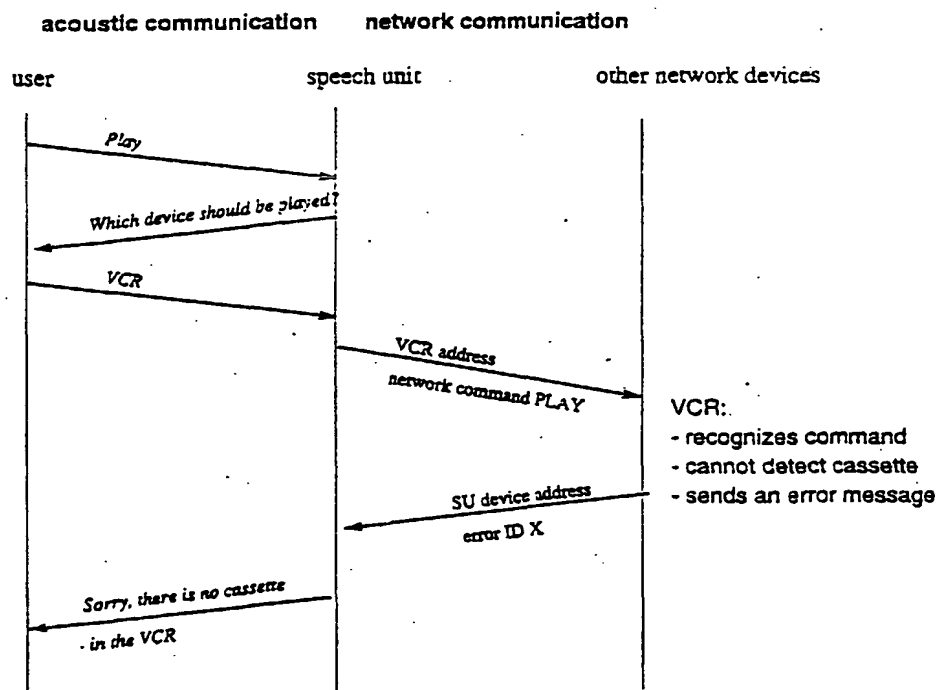 acoustic communication network communication
user speech unit other network devices
Play
Which device should be played?
VCR
VCR address
network command PLAY
VCR:
- recognizes command
- cannot detect cassette
- sends an error message
SU device address
error ID X
Sorry, there is no cassette
- in the VCR